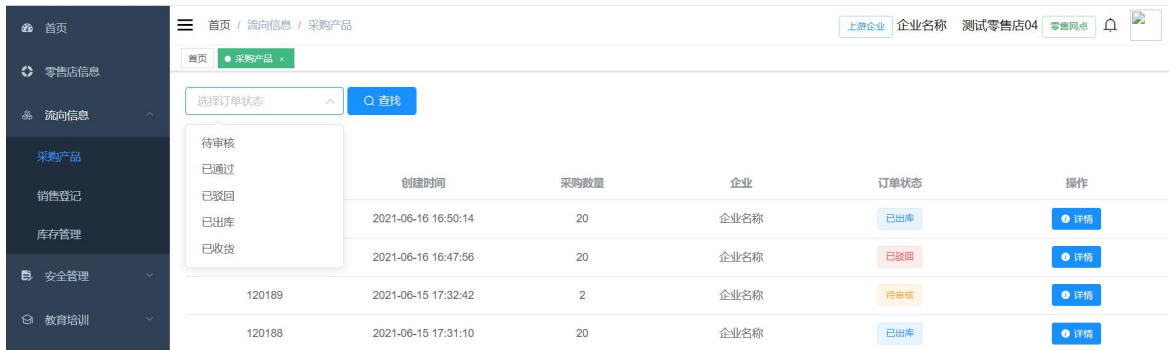 首页
零售店信息
流向信息
采购产品
销售登记
库存管理
安全管理
教育培训
首页 / 流向信息 / 采购产品
上游企业 企业名称 测试零售店04 零售网点
首页 采购产品 ×
选择订单状态 查找
待审核
已通过
已驳回
已出库
已收货
创建时间 采购数量 企业 订单状态 操作
2021-06-16 16:50:14 20 企业名称 已出库 详情
2021-06-16 16:47:56 20 企业名称 已驳回 详情
120189 2021-06-15 17:32:42 2 企业名称 待审核 详情
120188 2021-06-15 17:31:10 20 企业名称 已出库 详情